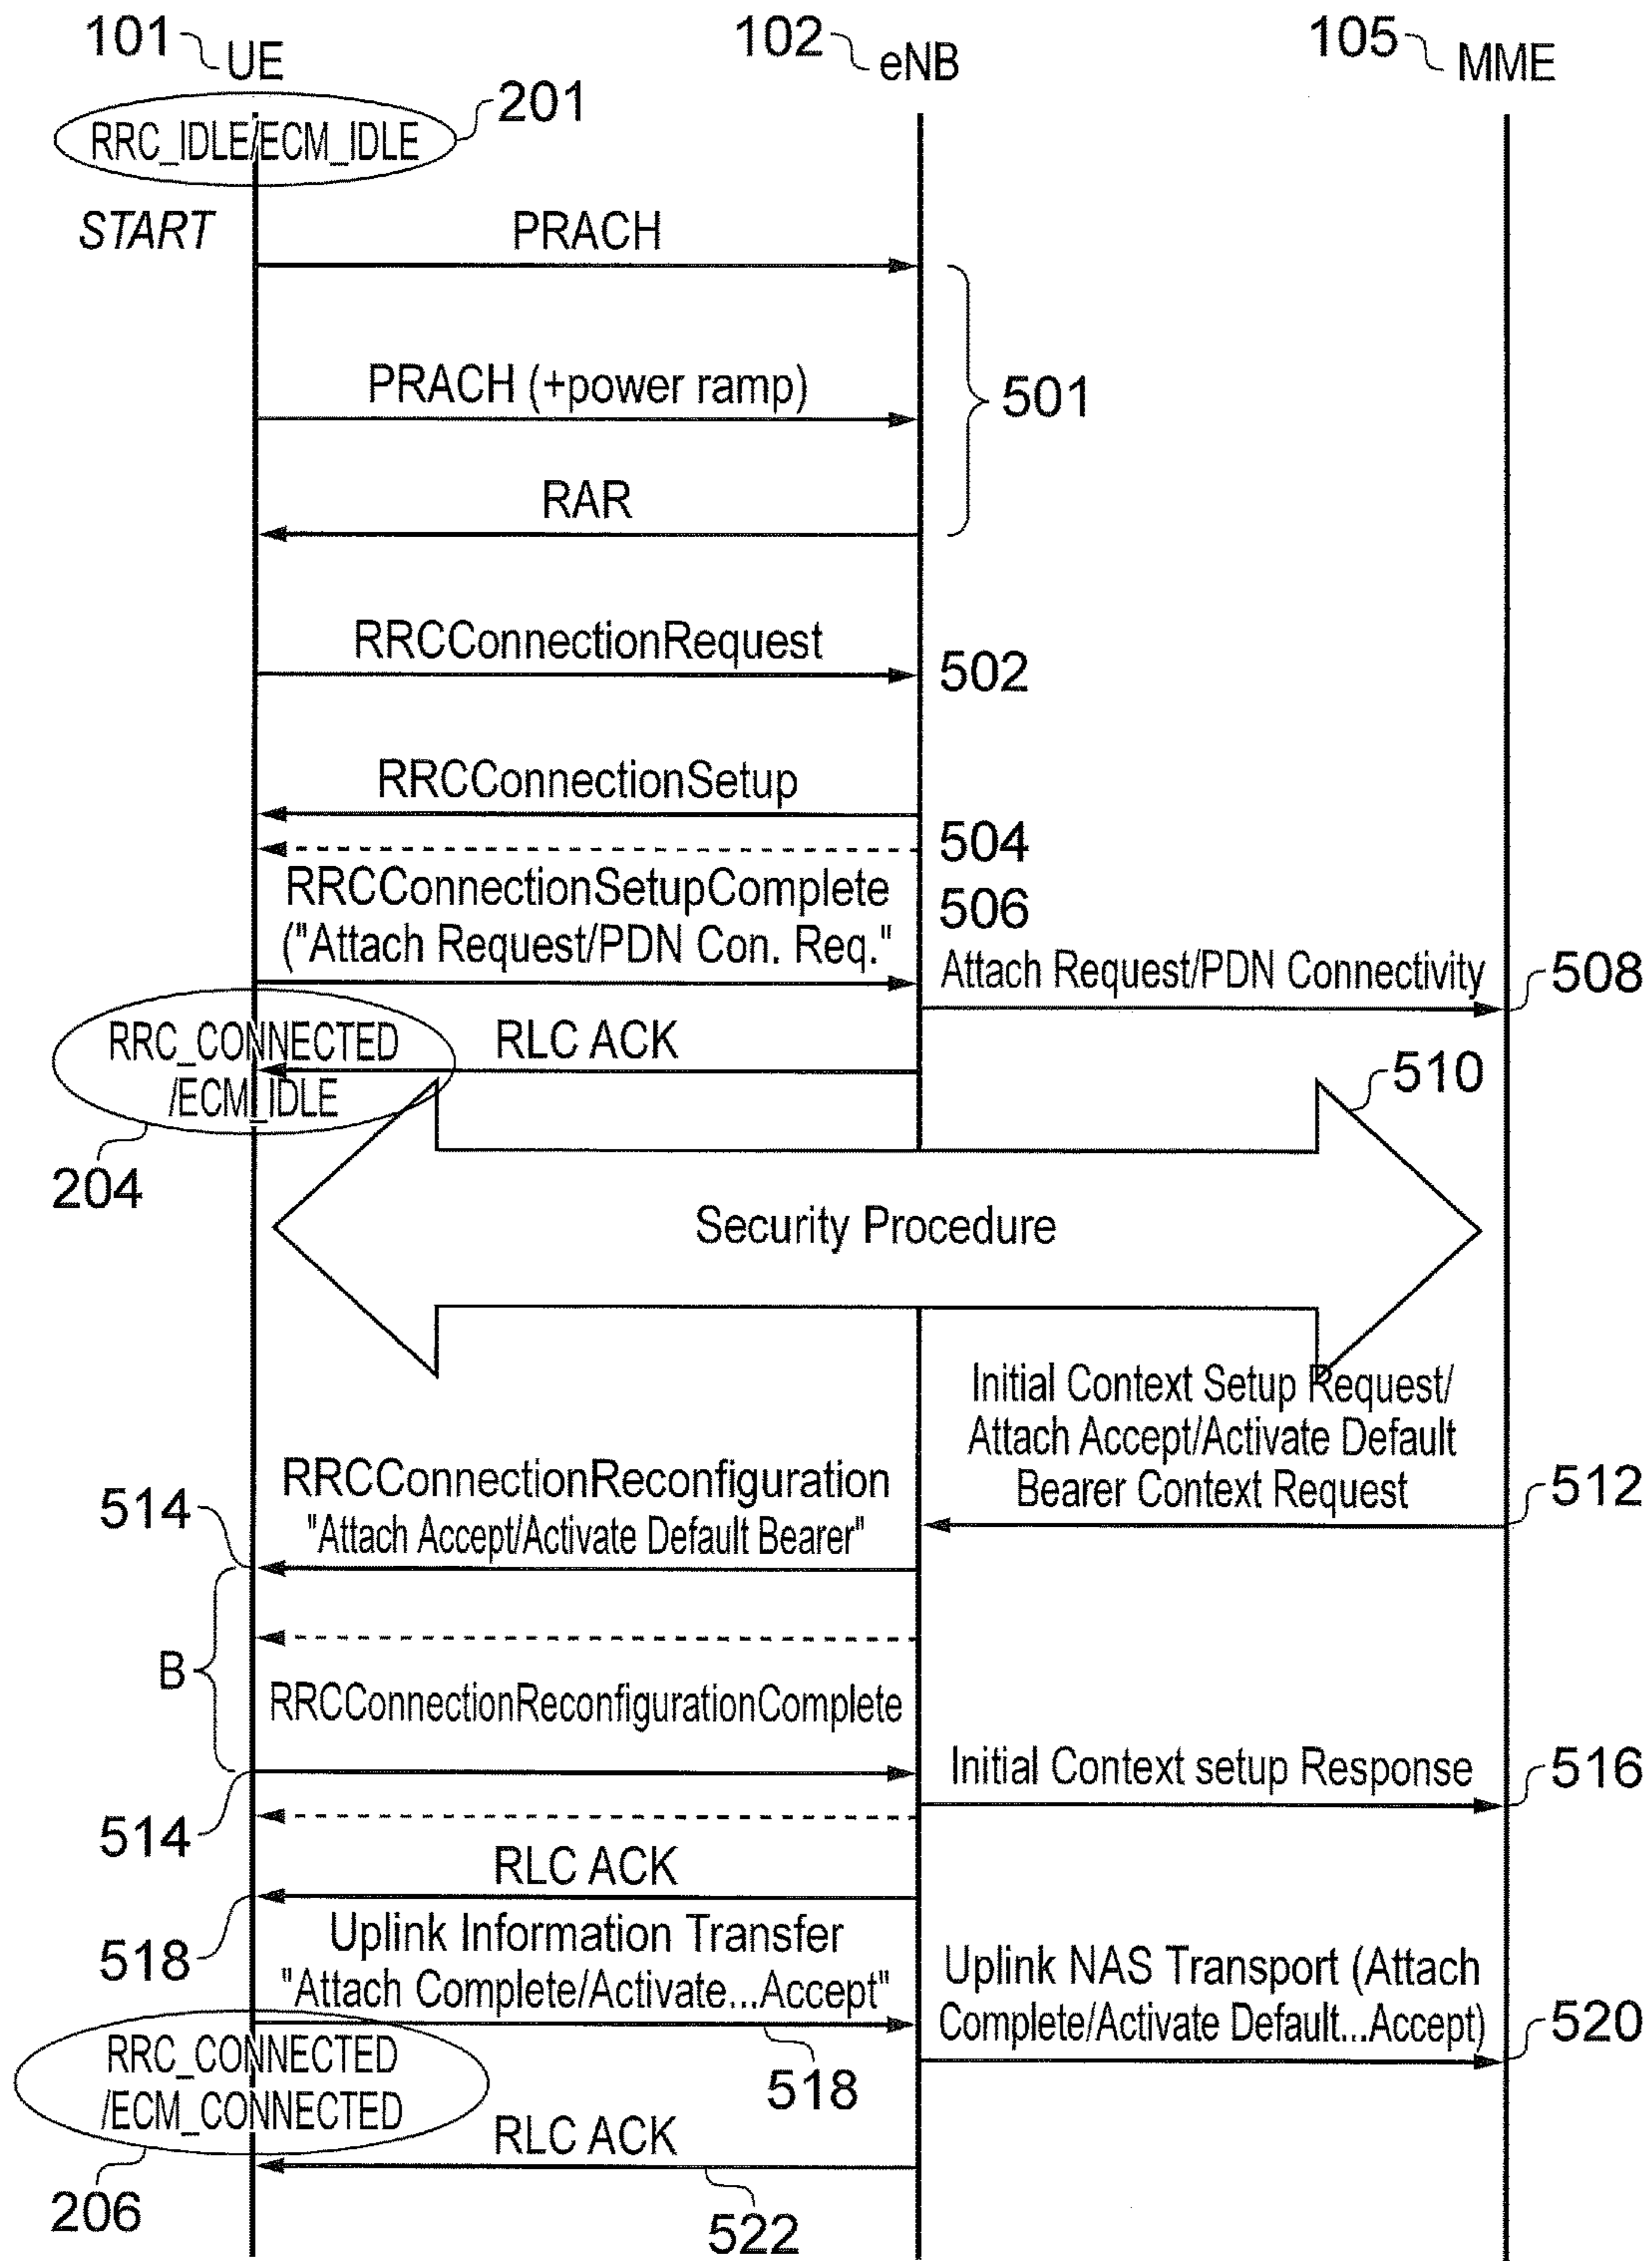 101 UE
102 eNB
105 MME
RRC_IDLE/ECM_IDLE
201
START
PRACH
PRACH (+power ramp)
501
RAR
RRCConnectionRequest
502
RRCConnectionSetup
504
RRCConnectionSetupComplete
("Attach Request/PDN Con. Req."
506
Attach Request/PDN Connectivity
508
RRC_CONNECTED
/ECM_IDLE
204
RLC ACK
510
Security Procedure
Initial Context Setup Request/
Attach Accept/Activate Default
Bearer Context Request
512
RRCConnectionReconfiguration
"Attach Accept/Activate Default Bearer"
514
B
RRCConnectionReconfigurationComplete
514
Initial Context setup Response
516
RLC ACK
518
Uplink Information Transfer
"Attach Complete/Activate...Accept"
518
Uplink NAS Transport (Attach
Complete/Activate Default...Accept)
520
RRC_CONNECTED
/ECM_CONNECTED
206
RLC ACK
522